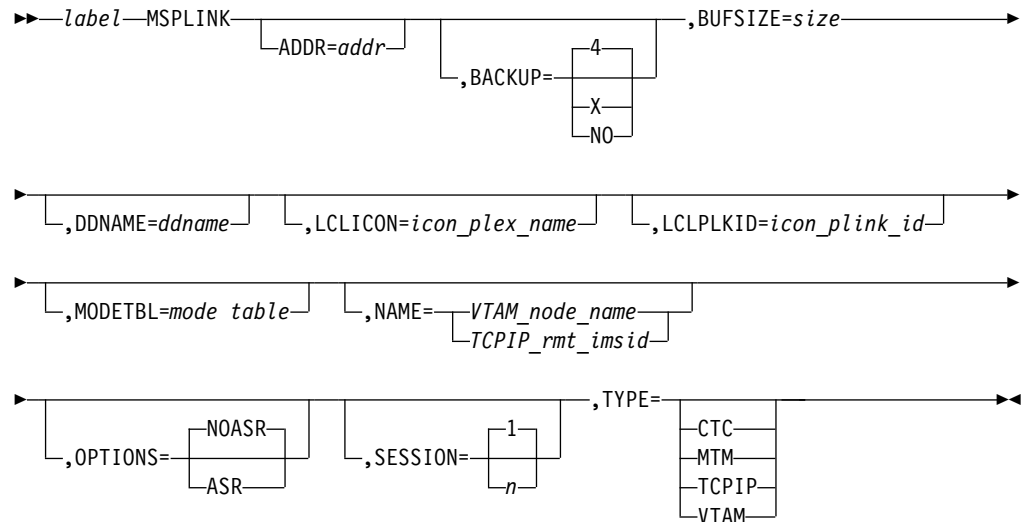 label MSPLINK ,BUFSIZE=size
ADDR=addr
4
,BACKUP=
X
NO
,DDNAME=ddname ,LCLICON=icon_plex_name ,LCLPLKID=icon_plink_id
,MODETBL=mode table ,NAME= VTAM_node_name
TCPIP_rmt_imsid
,TYPE=
NOASR 1 CTC
,OPTIONS= ,SESSION= MTM
ASR n TCPIP
VTAM